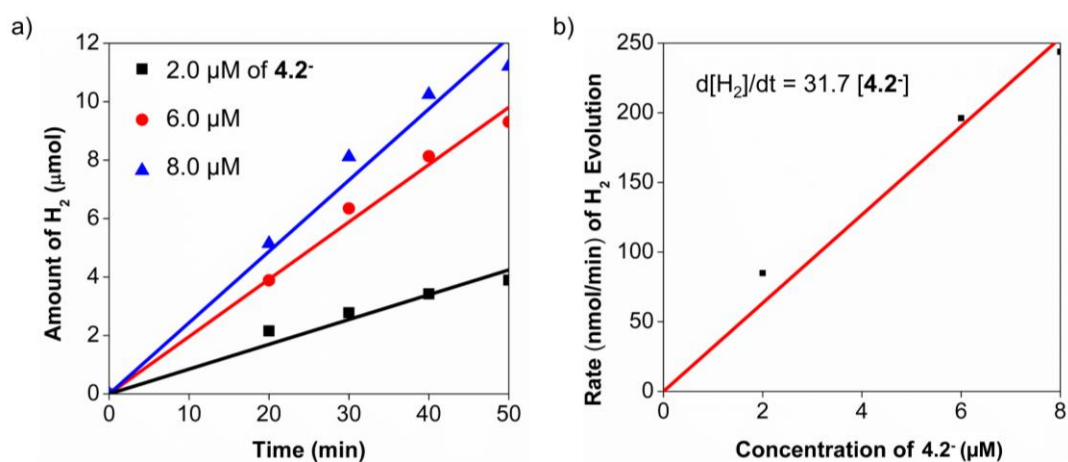 a)
12
10
8
6
4
2
0
Amount of H₂ (μmol)
2.0 μM of 4.2⁻
6.0 μM
8.0 μM
0 10 20 30 40 50
Time (min)
b)
250
200
150
100
50
0
Rate (nmol/min) of H₂ Evolution
d[H₂]/dt = 31.7 [4.2⁻]
0 2 4 6 8
Concentration of 4.2⁻ (μM)